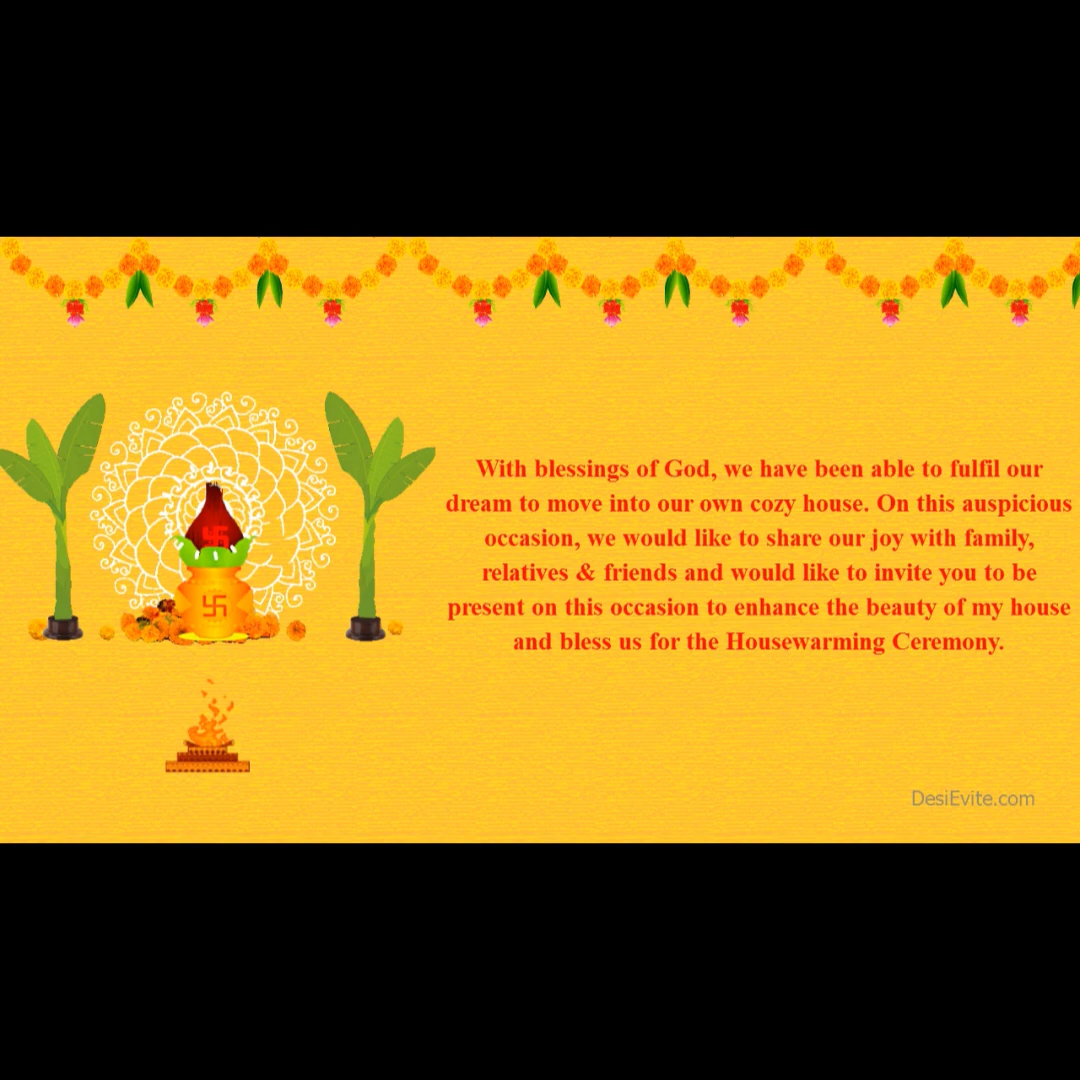 With blessings of God, we have been able to fulfil our
dream to move into our own cozy house. On this auspicious
occasion, we would like to share our joy with family,
relatives & friends and would like to invite you to be
present on this occasion to enhance the beauty of my house
and bless us for the Housewarming Ceremony.
DesiEvite.com